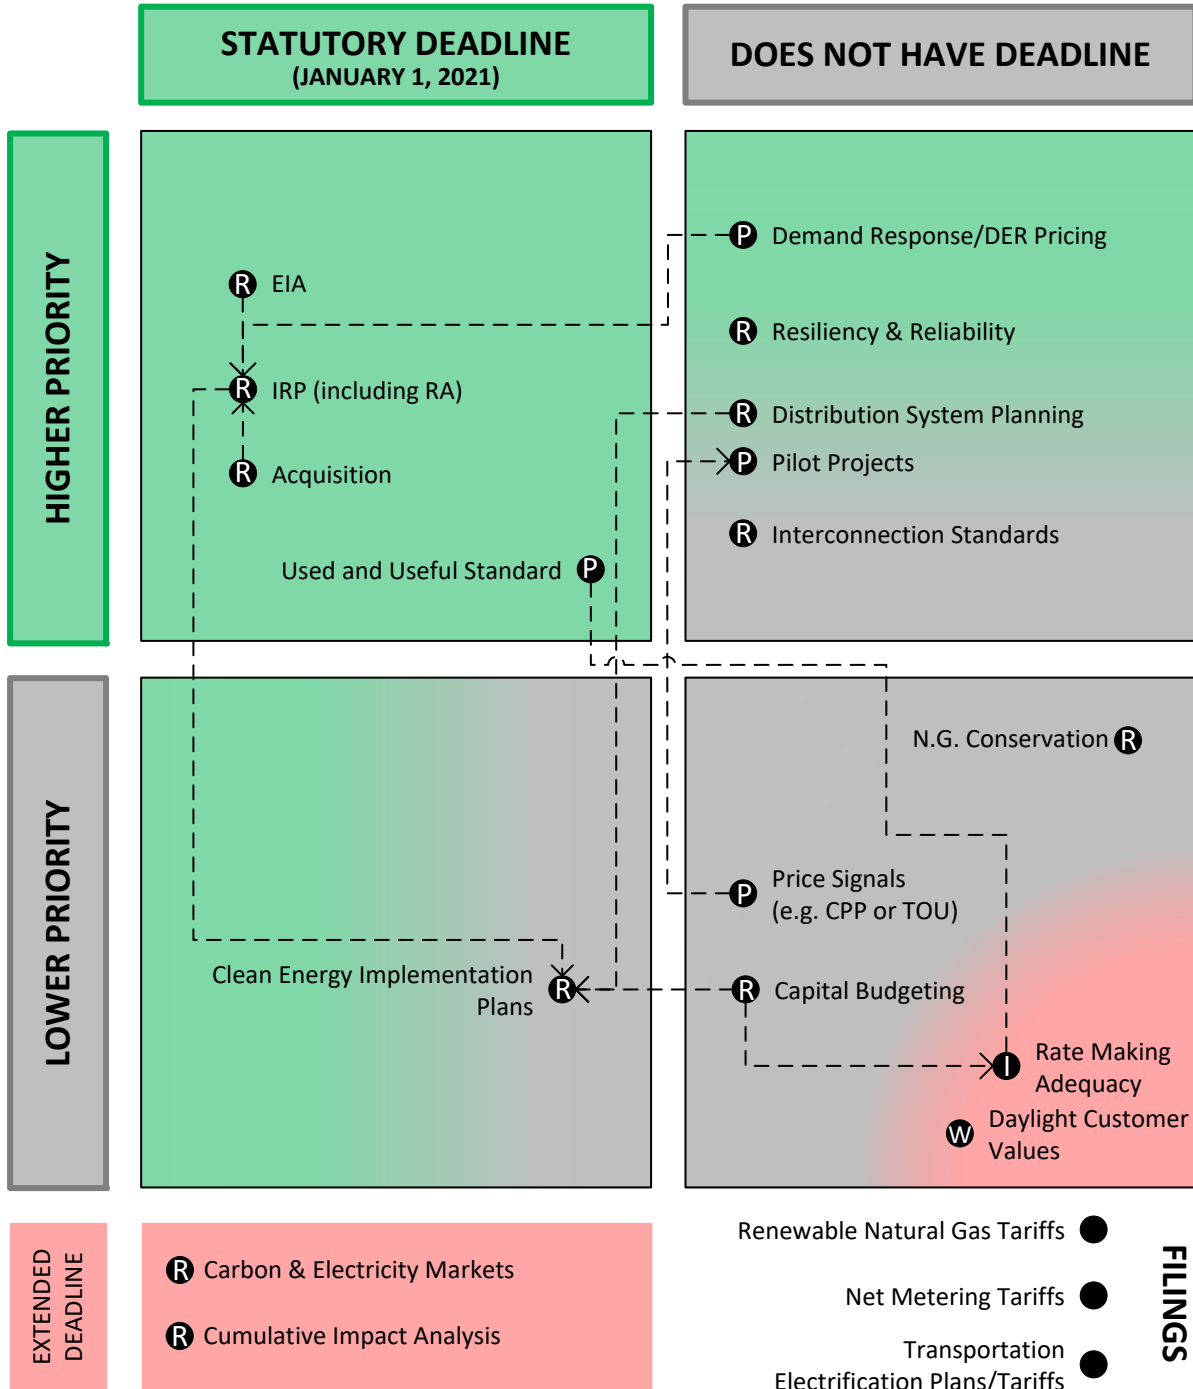 STATUTORY DEADLINE
(JANUARY 1, 2021)
DOES NOT HAVE DEADLINE
HIGHER PRIORITY
R EIA
R IRP (including RA)
R Acquisition
Used and Useful Standard P
P Demand Response/DER Pricing
R Resiliency & Reliability
R Distribution System Planning
P Pilot Projects
R Interconnection Standards
LOWER PRIORITY
Clean Energy Implementation
Plans
R
N.G. Conservation R
P Price Signals
(e.g. CPP or TOU)
R Capital Budgeting
I Rate Making
Adequacy
W Daylight Customer
Values
EXTENDED
DEADLINE
R Carbon & Electricity Markets
R Cumulative Impact Analysis
Renewable Natural Gas Tariffs
Net Metering Tariffs
Transportation
Electrification Plans/Tariffs
FILINGS